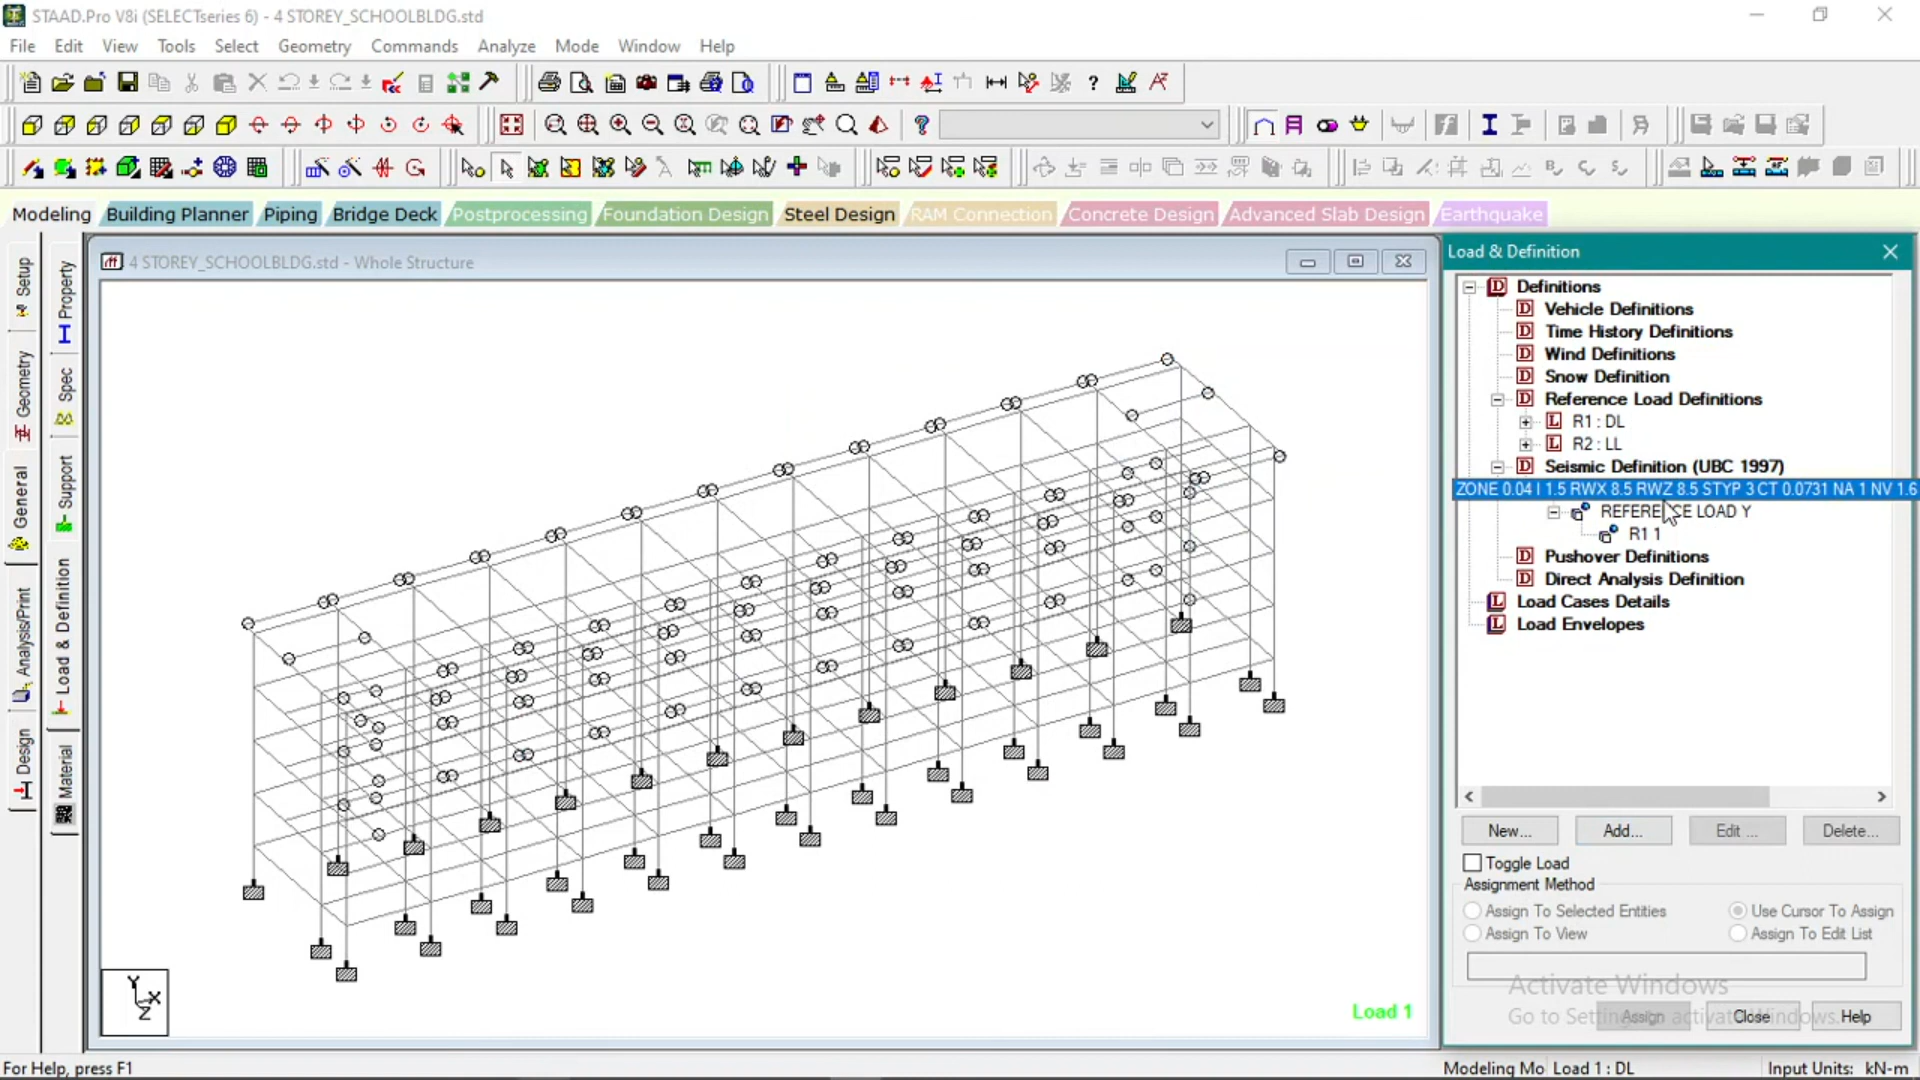 STAAD.Pro V8i (SELECTseries 6) - 4 STOREY_SCHOOLBLDG.std
File Edit View Tools Select Geometry Commands Analyze Mode Window Help
Modeling Building Planner Piping Bridge Deck Postprocessing Foundation Design Steel Design RAM Connection Concrete Design Advanced Slab Design Earthquake
Setup
Geometry
General
Analysis/Print
Design
Property
Spec
Support
Load & Definition
Material
4 STOREY_SCHOOLBLDG.std - Whole Structure
Y
X
Z
Load 1
Load & Definition
Definitions
Vehicle Definitions
Time History Definitions
Wind Definitions
Snow Definition
Reference Load Definitions
R1 : DL
R2 : LL
Seismic Definition (UBC 1997)
ZONE 0.04 I 1.5 RWX 8.5 RWZ 8.5 STYP 3 CT 0.0731 NA 1 NV 1.6
REFERENCE LOAD Y
R1 1
Pushover Definitions
Direct Analysis Definition
Load Cases Details
Load Envelopes
New... Add... Edit ... Delete...
Toggle Load
Assignment Method
Assign To Selected Entities Use Cursor To Assign
Assign To View Assign To Edit List
Activate Windows
Go to Settings to activate Windows.
Assign Close Help
For Help, press F1
Modeling Mo Load 1 : DL Input Units: kN-m